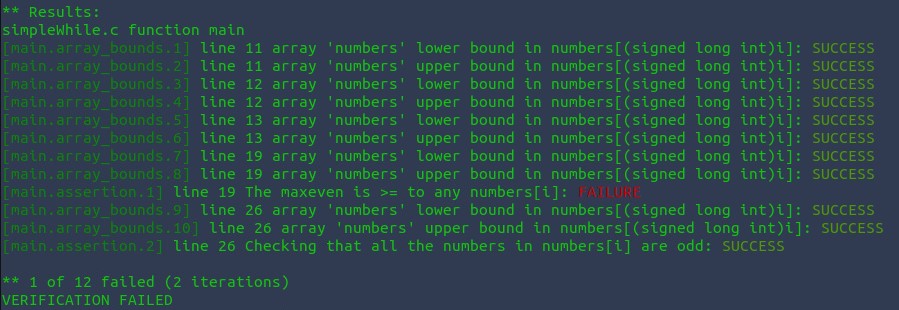 ** Results:
simpleWhile.c function main
[main.array_bounds.1] line 11 array 'numbers' lower bound in numbers[(signed long int)i]: SUCCESS
[main.array_bounds.2] line 11 array 'numbers' upper bound in numbers[(signed long int)i]: SUCCESS
[main.array_bounds.3] line 12 array 'numbers' lower bound in numbers[(signed long int)i]: SUCCESS
[main.array_bounds.4] line 12 array 'numbers' upper bound in numbers[(signed long int)i]: SUCCESS
[main.array_bounds.5] line 13 array 'numbers' lower bound in numbers[(signed long int)i]: SUCCESS
[main.array_bounds.6] line 13 array 'numbers' upper bound in numbers[(signed long int)i]: SUCCESS
[main.array_bounds.7] line 19 array 'numbers' lower bound in numbers[(signed long int)i]: SUCCESS
[main.array_bounds.8] line 19 array 'numbers' upper bound in numbers[(signed long int)i]: SUCCESS
[main.assertion.1] line 19 The maxeven is >= to any numbers[i]: FAILURE
[main.array_bounds.9] line 26 array 'numbers' lower bound in numbers[(signed long int)i]: SUCCESS
[main.array_bounds.10] line 26 array 'numbers' upper bound in numbers[(signed long int)i]: SUCCESS
[main.assertion.2] line 26 Checking that all the numbers in numbers[i] are odd: SUCCESS
** 1 of 12 failed (2 iterations)
VERIFICATION FAILED